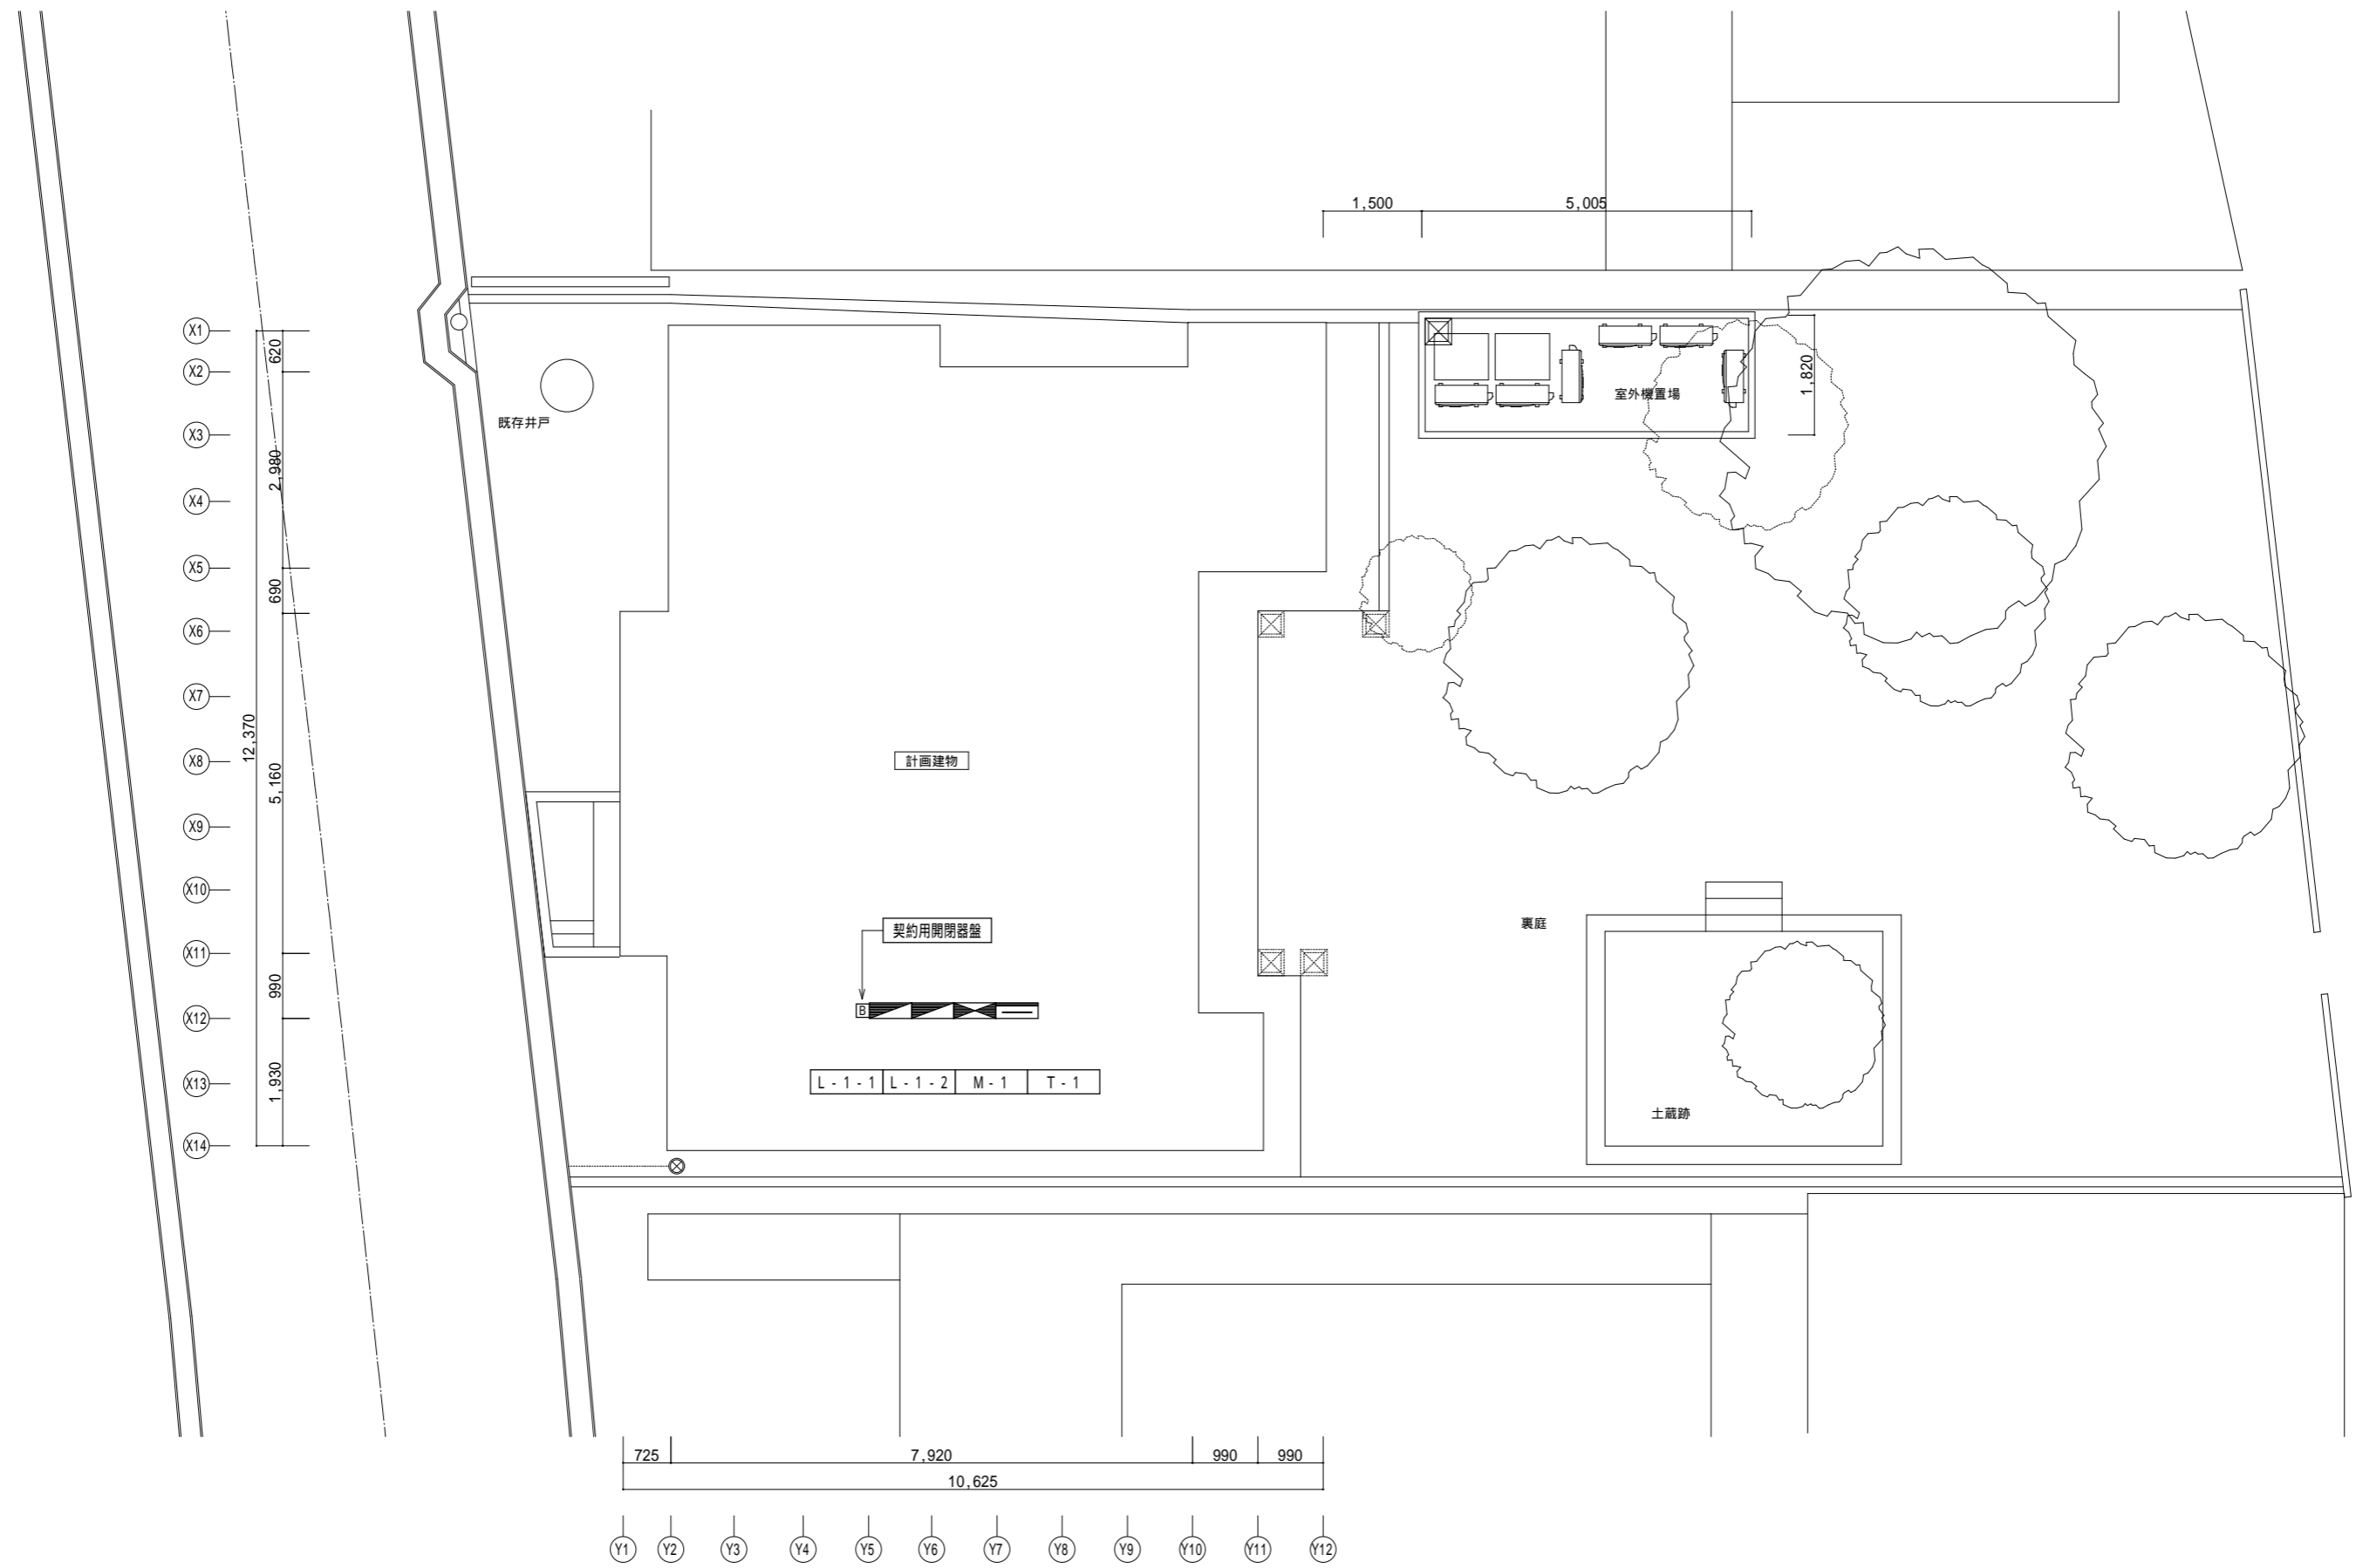 1,500
5,005
X1
620
X2
1,820
室外機置場
既存井戸
X3
2,980
X4
X5
690
X6
X7
12,370
X8
計画建物
5,160
X9
X10
裏庭
契約用開閉器盤
X11
990
B
X12
L-1-1
L-1-2
M-1
T-1
X13
1,930
土蔵跡
X14
725
7,920
990
990
10,625
Y1
Y2
Y3
Y4
Y5
Y6
Y7
Y8
Y9
Y10
Y11
Y12